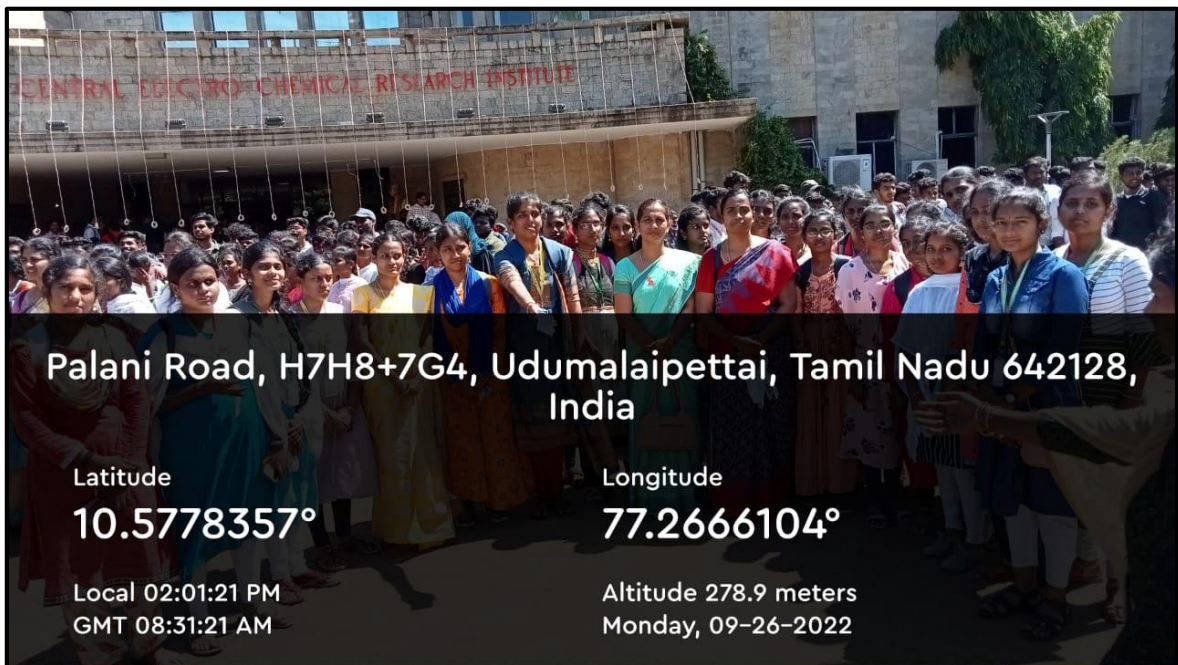 CENTRAL ELECTRO CHEMICAL RESEARCH INSTITUTE
Palani Road, H7H8+7G4, Udumalaipettai, Tamil Nadu 642128,
India
Latitude
10.5778357°
Longitude
77.2666104°
Local 02:01:21 PM
GMT 08:31:21 AM
Altitude 278.9 meters
Monday, 09-26-2022